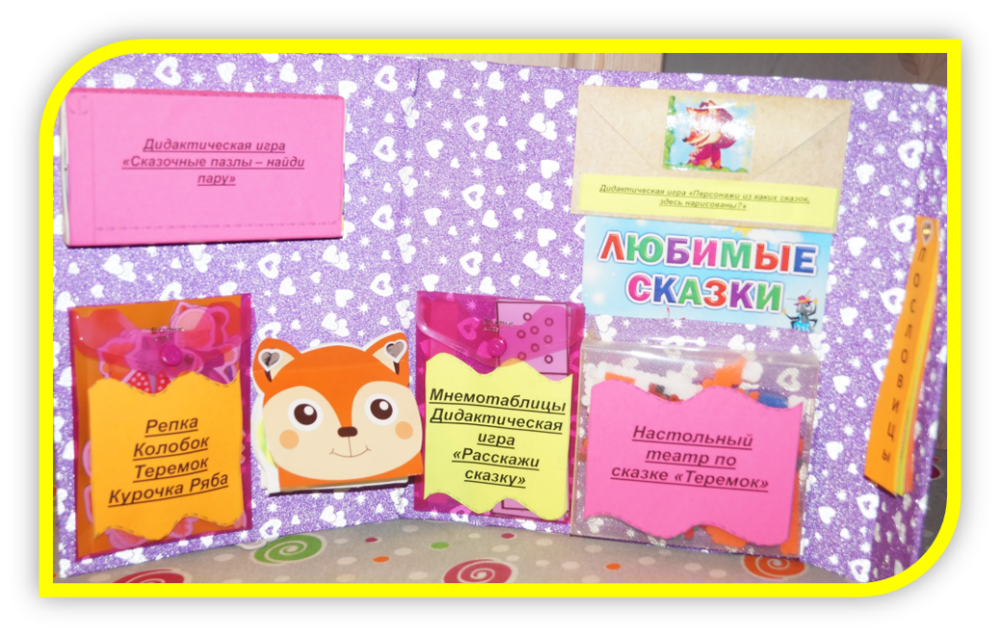 Дидактическая игра
«Сказочные пазлы – найди
пару»
Дидактическая игра «Персонажи из каких сказок,
здесь нарисованы?»
ЛЮБИМЫЕ
СКАЗКИ
Репка
Колобок
Теремок
Курочка Ряба
Мнемотаблицы
Дидактическая
игра
«Расскажи
сказку»
Настольный
театр по
сказке «Теремок»
ПОСЛОВИЦЫ